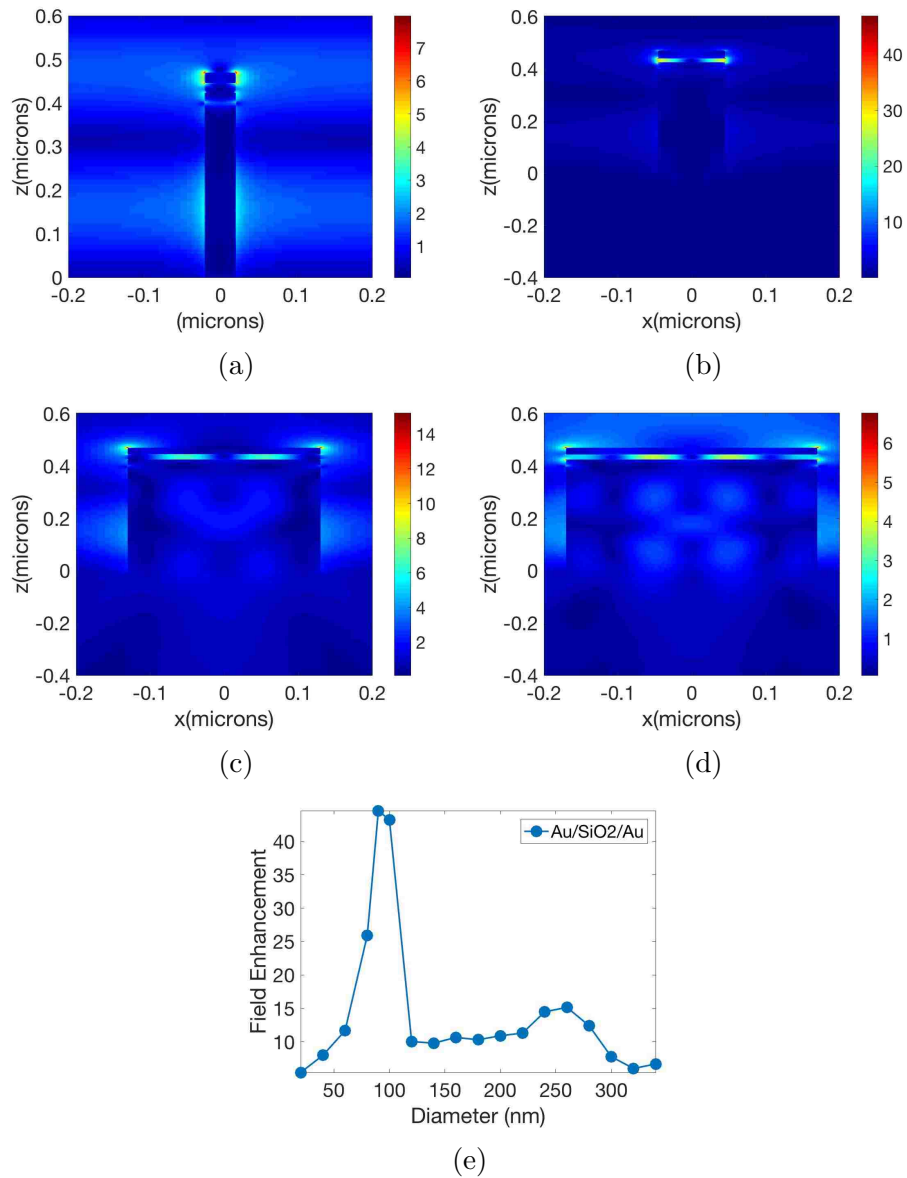 0.6
0.5
0.4
0.3
0.2
0.1
0
z(microns)
-0.2 -0.1 0 0.1 0.2
(microns)
7
6
5
4
3
2
1
(a)
0.6
0.4
0.2
0
-0.2
-0.4
z(microns)
-0.2 -0.1 0 0.1 0.2
x(microns)
40
30
20
10
(b)
0.6
0.4
0.2
0
-0.2
-0.4
z(microns)
-0.2 -0.1 0 0.1 0.2
x(microns)
14
12
10
8
6
4
2
(c)
0.6
0.4
0.2
0
-0.2
-0.4
z(microns)
-0.2 -0.1 0 0.1 0.2
x(microns)
6
5
4
3
2
1
(d)
Au/SiO2/Au
40
35
30
25
20
15
10
Field Enhancement
50 100 150 200 250 300
Diameter (nm)
(e)